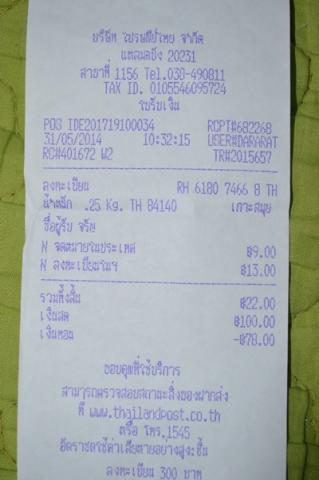 บริษัท ไปรษณีย์ไทย จำกัด
แหลมฉบัง 20231
สาขาที่ 1156 Tel.038-490811
TAX ID. 0105546095724
ใบรับเงิน
POS IDE201719100034 RCPT#682268
31/05/2014 10:32:15 USER#DARARAT
RC#401672 W2 TR#2015657
ลงทะเบียน RH 6180 7466 8 TH
น้ำหนัก .25 Kg. TH 84140 เกาะสมุย
ชื่อผู้รับ จรัญ
N จดหมายในประเทศ ฿9.00
N ลงทะเบียนในฯ ฿13.00
รวมทั้งสิ้น ฿22.00
เงินสด ฿100.00
เงินทอน -฿78.00
ขอบคุณที่ใช้บริการ
สามารถตรวจสอบสถานะสิ่งของฝากส่ง
ที่ www.thailandpost.co.th
หรือ โทร.1545
อัตราชดใช้ค่าเสียหายอย่างสูง:ชิ้น
ลงทะเบียน 300 บาท